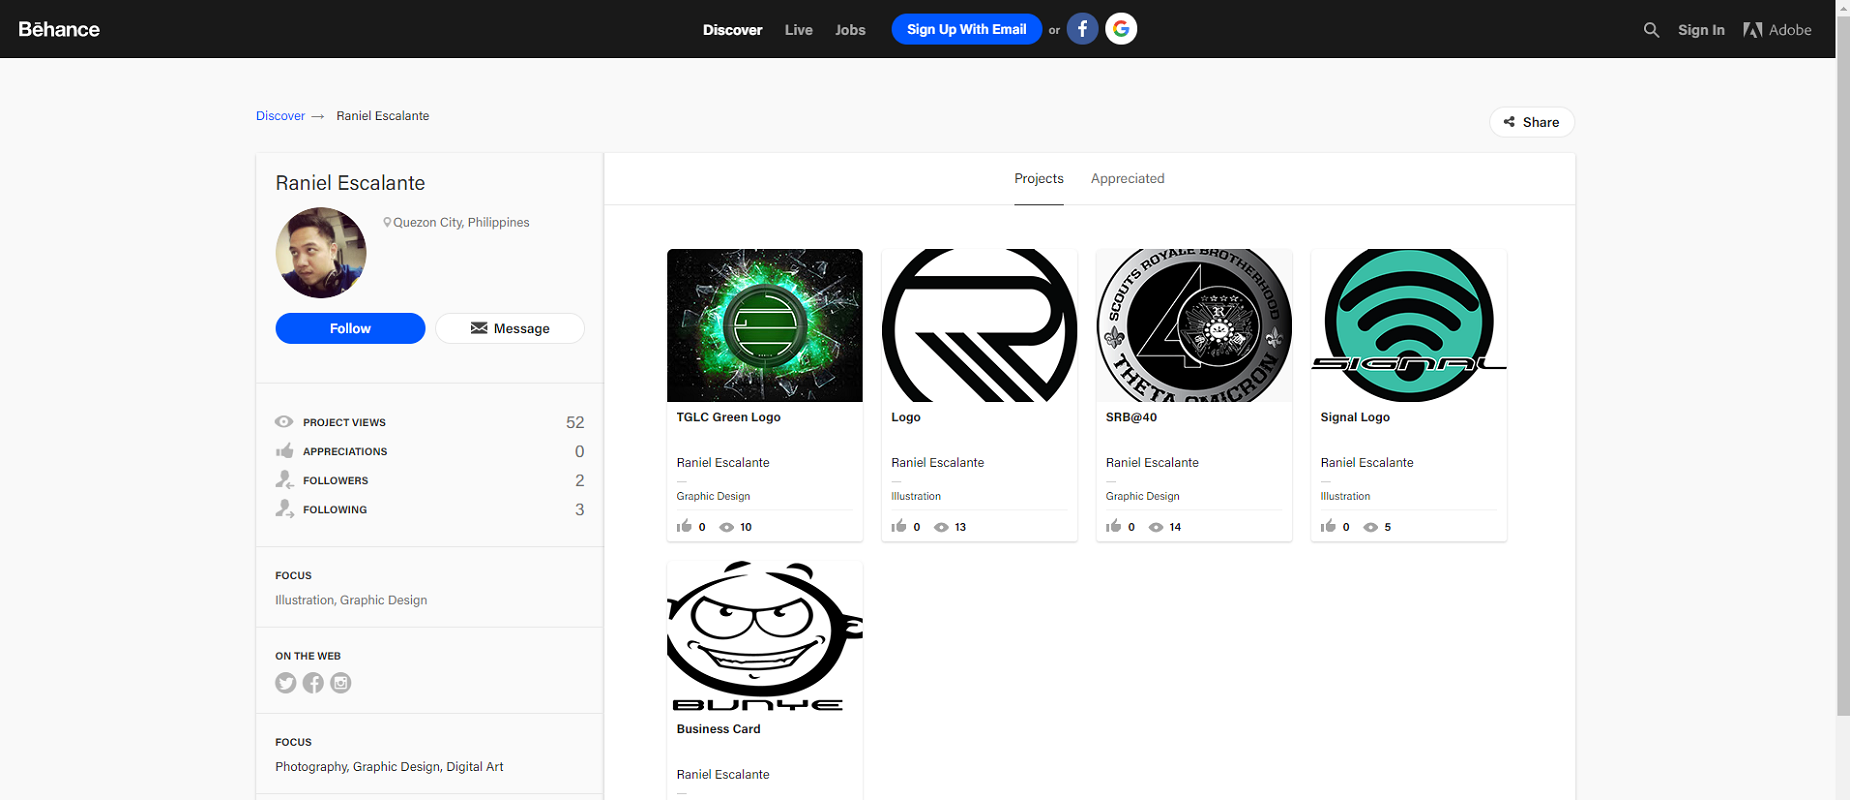 Bēhance
Discover Live Jobs Sign Up With Email or f G Sign In Adobe
Discover → Raniel Escalante
Share
Raniel Escalante
Quezon City, Philippines
Follow Message
PROJECT VIEWS 52
APPRECIATIONS 0
FOLLOWERS 2
FOLLOWING 3
FOCUS
Illustration, Graphic Design
ON THE WEB
FOCUS
Photography, Graphic Design, Digital Art
Projects Appreciated
TGLC Green Logo
Raniel Escalante
Graphic Design
0 10
Logo
Raniel Escalante
Illustration
0 13
SCOUTS ROYALE BROTHERHOOD
4
R
THETA OMICRON
SRB@40
Raniel Escalante
Graphic Design
0 14
SIGNAL
Signal Logo
Raniel Escalante
Illustration
0 5
BUNYE
Business Card
Raniel Escalante